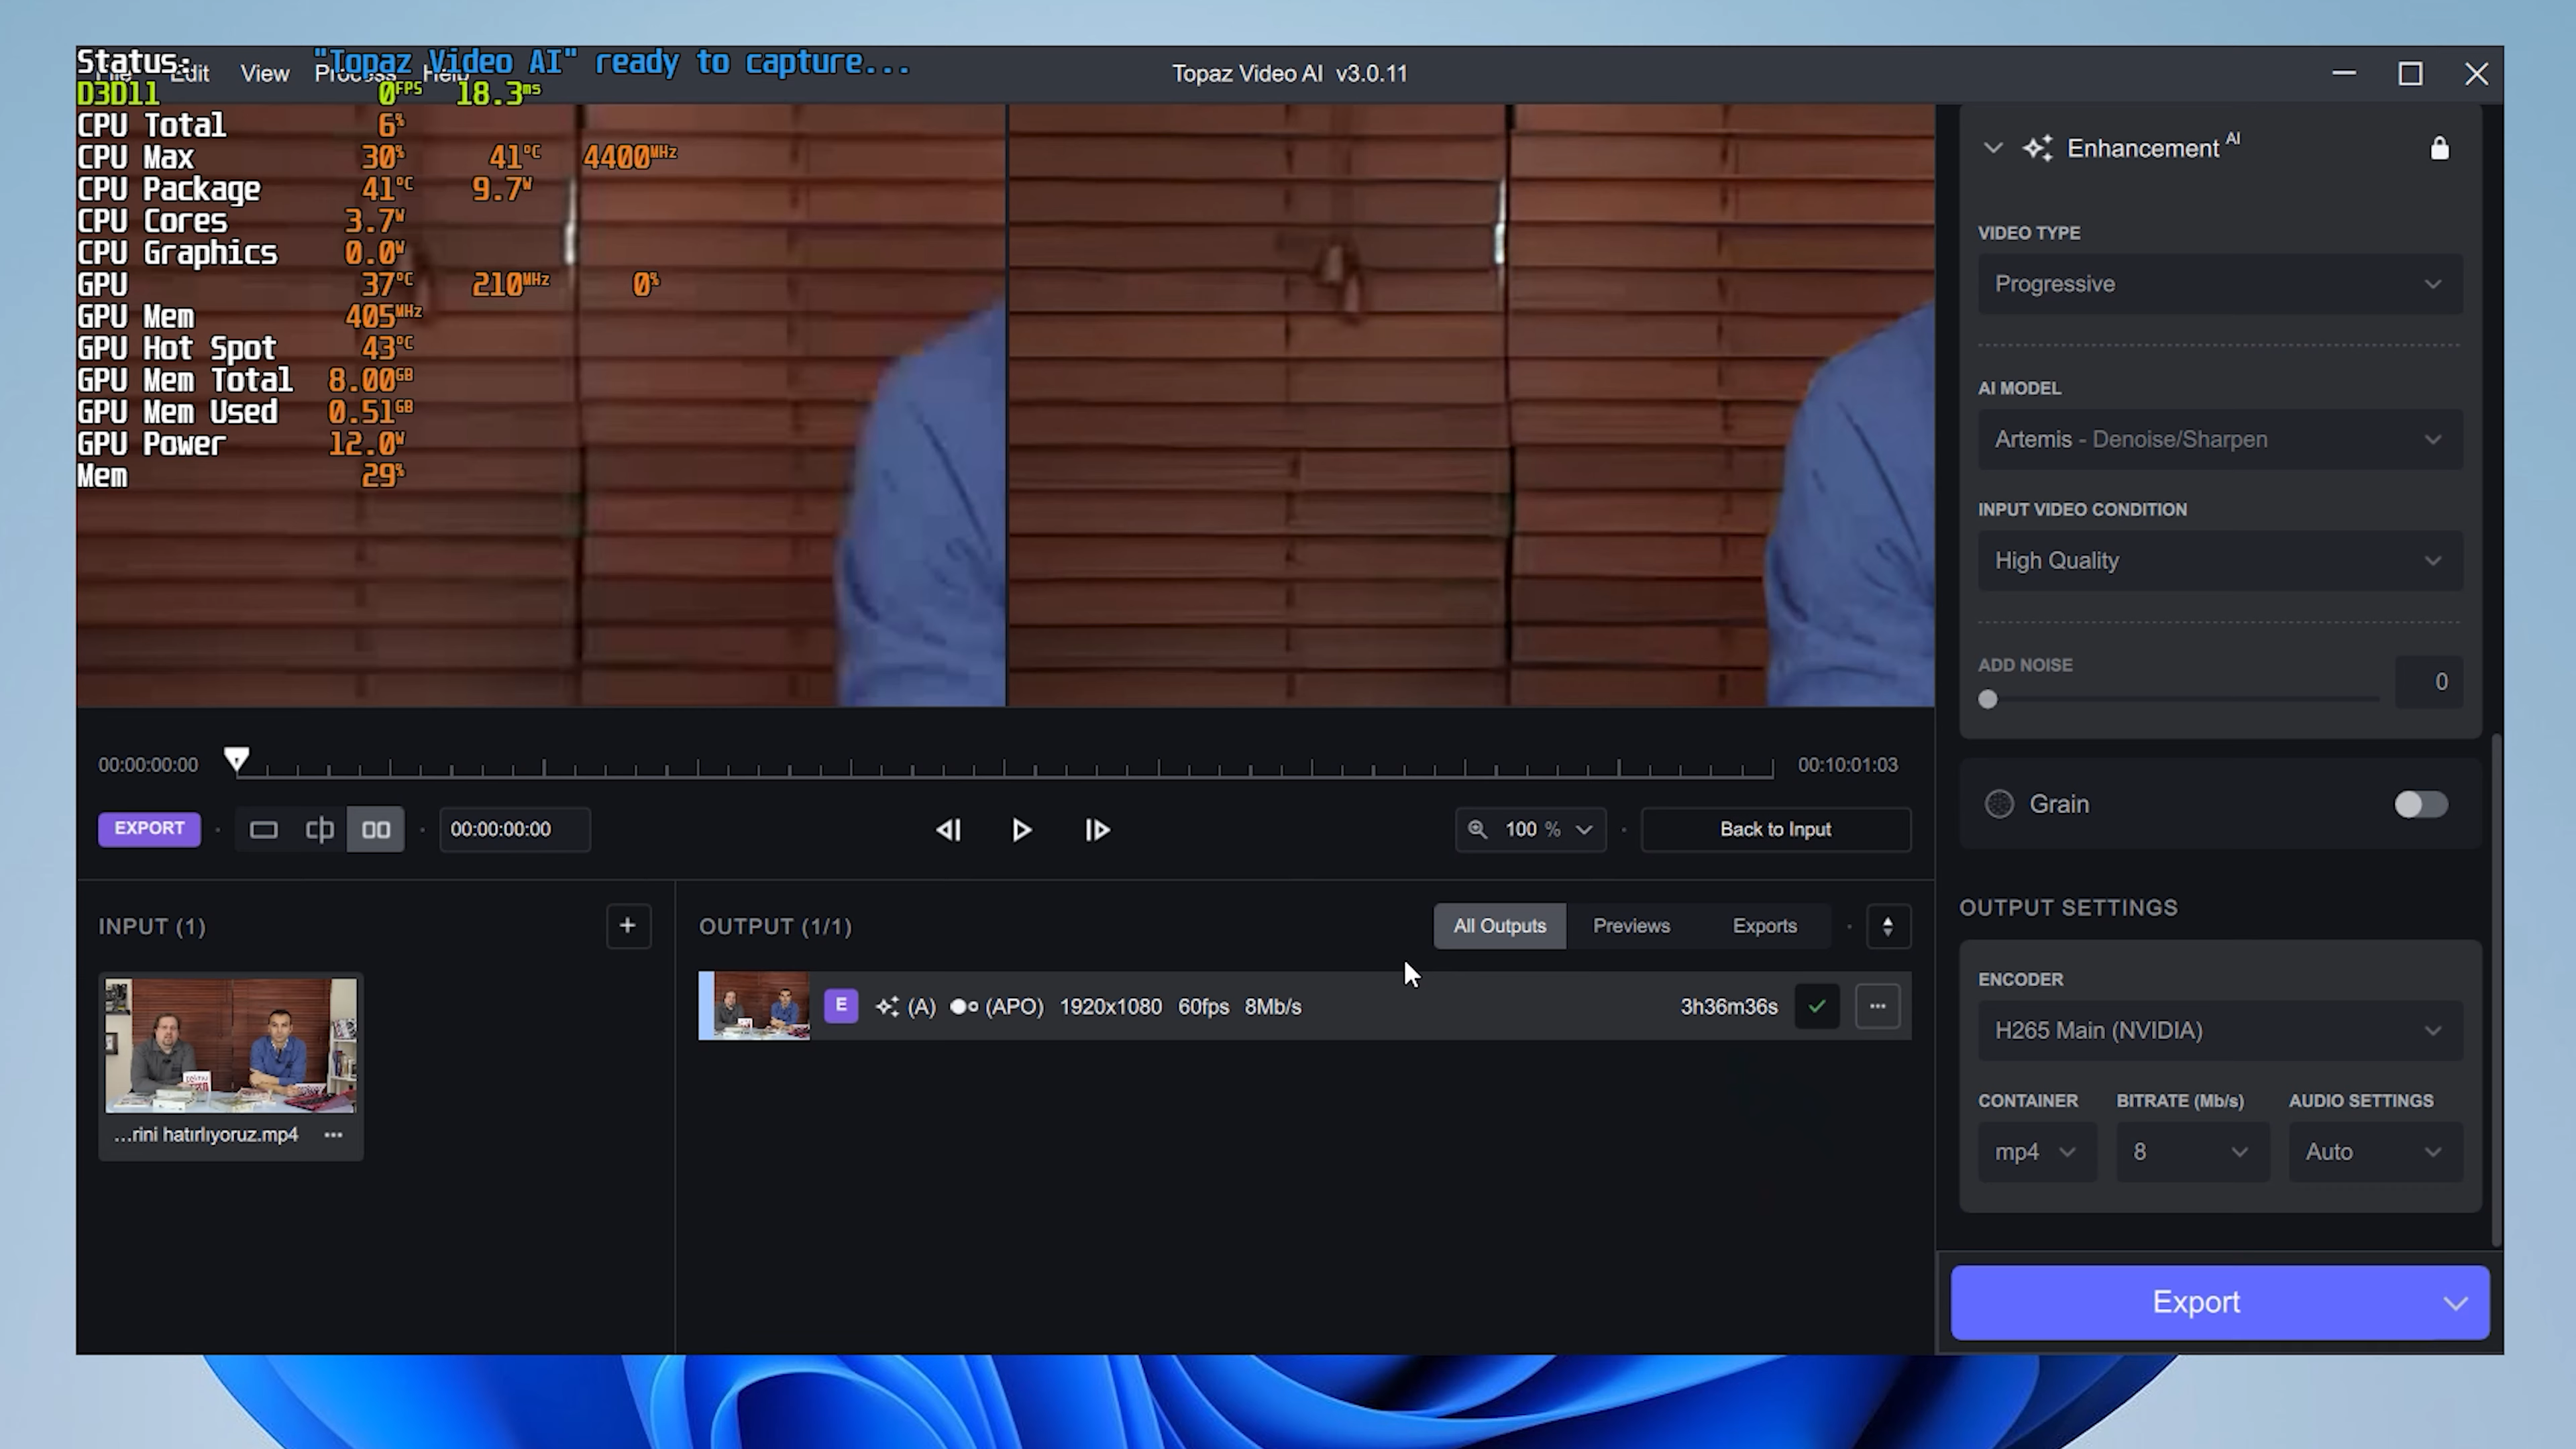 Status: "Topaz Video AI" ready to capture...
File Edit View Process Help
Topaz Video AI v3.0.11
D3D11 0FPS 18.3ms
CPU Total 6%
CPU Max 30% 41°C 4400MHz
CPU Package 41°C 9.7W
CPU Cores 3.7W
CPU Graphics 0.0W
GPU 37°C 210MHz 0%
GPU Mem 405MHz
GPU Hot Spot 43°C
GPU Mem Total 8.00GB
GPU Mem Used 0.51GB
GPU Power 12.0W
Mem 29%
Enhancement AI
VIDEO TYPE
Progressive
AI MODEL
Artemis - Denoise/Sharpen
INPUT VIDEO CONDITION
High Quality
ADD NOISE
0
Grain
00:00:00:00
00:10:01:03
EXPORT
00:00:00:00
100 %
Back to Input
INPUT (1)
+
OUTPUT (1/1)
All Outputs
Previews
Exports
...rini hatırlıyoruz.mp4
E (A) (APO) 1920x1080 60fps 8Mb/s
3h36m36s
OUTPUT SETTINGS
ENCODER
H265 Main (NVIDIA)
CONTAINER BITRATE (Mb/s) AUDIO SETTINGS
mp4 8 Auto
Export